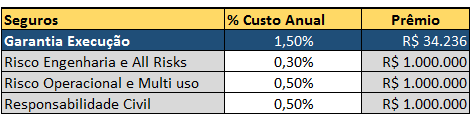 Seguros % Custo Anual Prêmio
Garantia Execução 1,50% R$ 34.236
Risco Engenharia e All Risks 0,30% R$ 1.000.000
Risco Operacional e Multi uso 0,50% R$ 1.000.000
Responsabilidade Civil 0,50% R$ 1.000.000